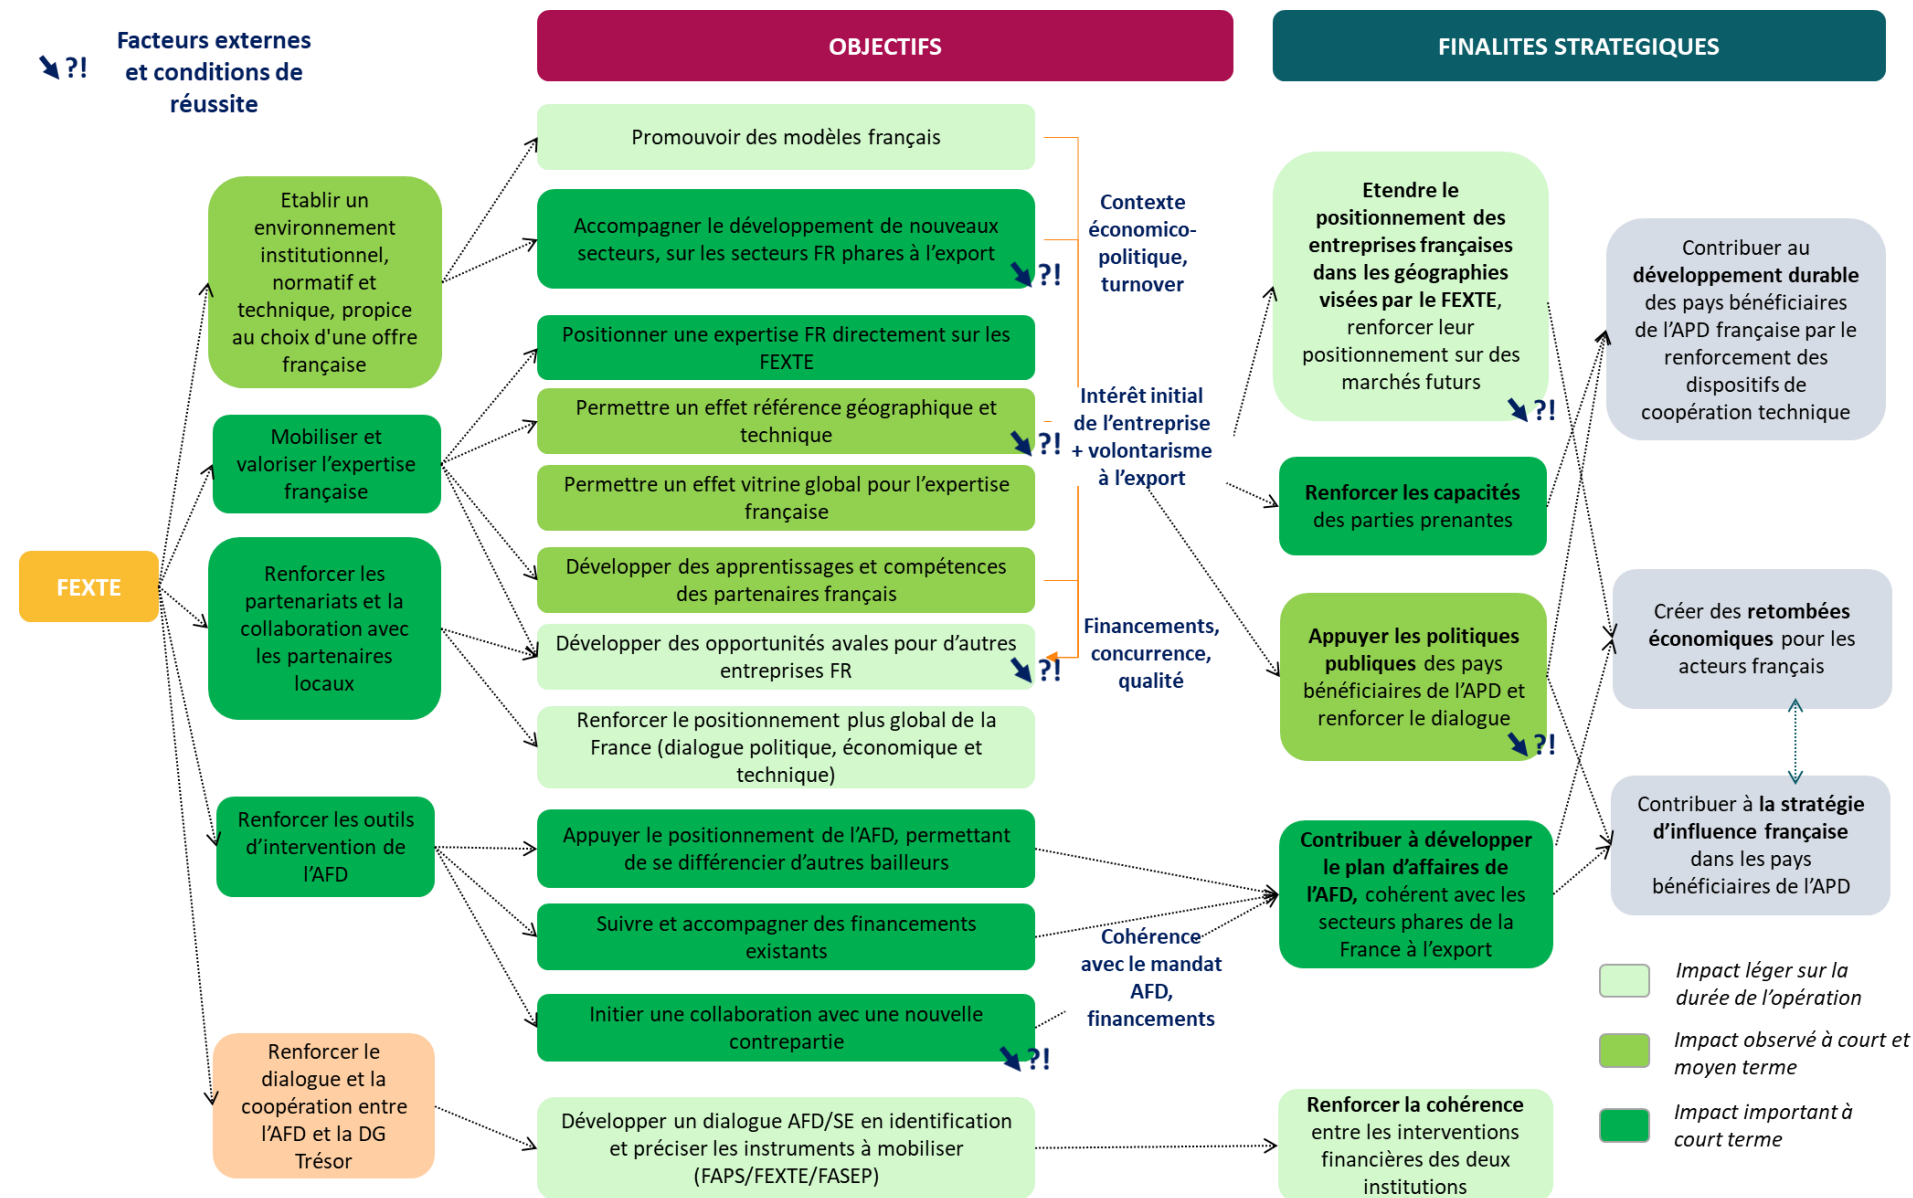 Facteurs externes
et conditions de
réussite
?!
OBJECTIFS
FINALITES STRATEGIQUES
FEXTE
Etablir un
environnement
institutionnel,
normatif et
technique, propice
au choix d'une offre
française
Mobiliser et
valoriser l’expertise
française
Renforcer les
partenariats et la
collaboration avec
les partenaires
locaux
Renforcer les outils
d’intervention de
l’AFD
Renforcer le
dialogue et la
coopération entre
l’AFD et la DG
Trésor
Promouvoir des modèles français
Accompagner le développement de nouveaux
secteurs, sur les secteurs FR phares à l’export
?!
Positionner une expertise FR directement sur les
FEXTE
Permettre un effet référence géographique et
technique
?!
Permettre un effet vitrine global pour l’expertise
française
Développer des apprentissages et compétences
des partenaires français
Développer des opportunités avales pour d’autres
entreprises FR
?!
Renforcer le positionnement plus global de la
France (dialogue politique, économique et
technique)
Appuyer le positionnement de l’AFD, permettant
de se différencier d’autres bailleurs
Suivre et accompagner des financements
existants
Initier une collaboration avec une nouvelle
contrepartie
?!
Développer un dialogue AFD/SE en identification
et préciser les instruments à mobiliser
(FAPS/FEXTE/FASEP)
Contexte
économico-
politique,
turnover
Intérêt initial
de l’entreprise
+ volontarisme
à l’export
Financements,
concurrence,
qualité
Cohérence
avec le mandat
AFD,
financements
Etendre le
positionnement des
entreprises françaises
dans les géographies
visées par le FEXTE,
renforcer leur
positionnement sur des
marchés futurs
?!
Renforcer les capacités
des parties prenantes
Appuyer les politiques
publiques des pays
bénéficiaires de l’APD et
renforcer le dialogue
?!
Contribuer à développer
le plan d’affaires de
l’AFD, cohérent avec les
secteurs phares de la
France à l’export
Renforcer la cohérence
entre les interventions
financières des deux
institutions
Contribuer au
développement durable
des pays bénéficiaires
de l’APD française par le
renforcement des
dispositifs de
coopération technique
Créer des retombées
économiques pour les
acteurs français
Contribuer à la stratégie
d’influence française
dans les pays
bénéficiaires de l’APD
Impact léger sur la
durée de l’opération
Impact observé à court et
moyen terme
Impact important à
court terme